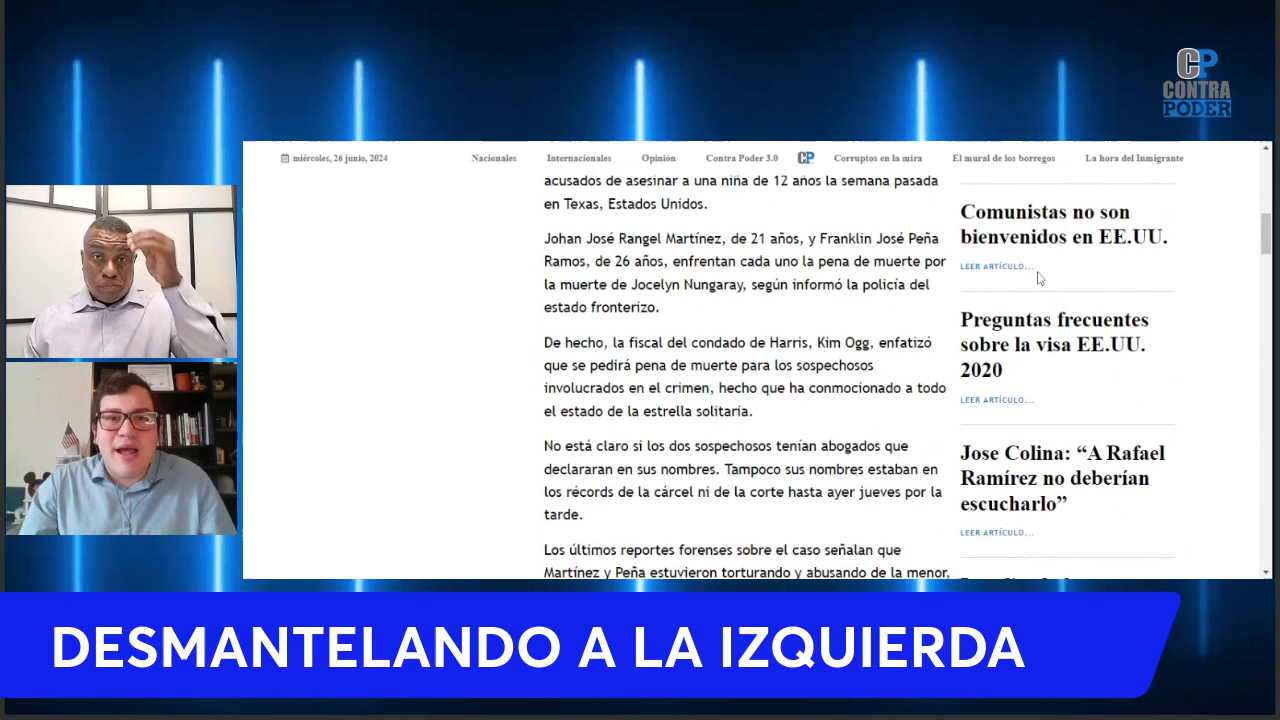 CP
CONTRA
PODER
miércoles, 26 junio, 2024
Nacionales
Internacionales
Opinión
Contra Poder 3.0
CP
Corruptos en la mira
El mural de los borregos
La hora del Inmigrante
acusados de asesinar a una niña de 12 años la semana pasada
en Texas, Estados Unidos.
Johan José Rangel Martínez, de 21 años, y Franklin José Peña
Ramos, de 26 años, enfrentan cada uno la pena de muerte por
la muerte de Jocelyn Nungaray, según informó la policía del
estado fronterizo.
De hecho, la fiscal del condado de Harris, Kim Ogg, enfatizó
que se pedirá pena de muerte para los sospechosos
involucrados en el crimen, hecho que ha conmocionado a todo
el estado de la estrella solitaria.
No está claro si los dos sospechosos tenían abogados que
declararan en sus nombres. Tampoco sus nombres estaban en
los récords de la cárcel ni de la corte hasta ayer jueves por la
tarde.
Los últimos reportes forenses sobre el caso señalan que
Martínez y Peña estuvieron torturando y abusando de la menor,
Comunistas no son
bienvenidos en EE.UU.
LEER ARTÍCULO...
Preguntas frecuentes
sobre la visa EE.UU.
2020
LEER ARTÍCULO...
Jose Colina: “A Rafael
Ramírez no deberían
escucharlo”
LEER ARTÍCULO...
DESMANTELANDO A LA IZQUIERDA